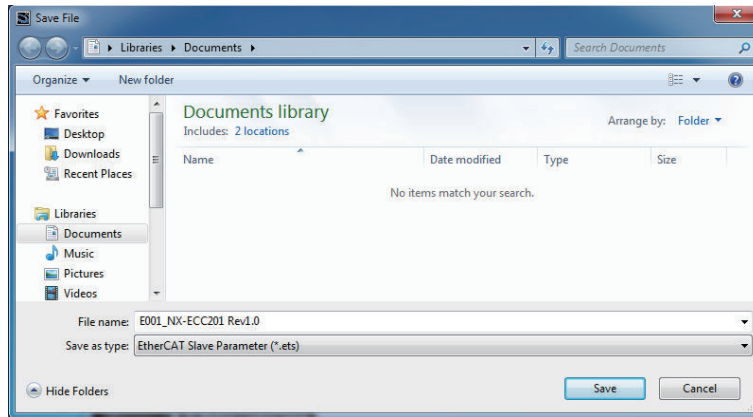 Save File
Libraries Documents
Search Documents
Organize New folder
Favorites
Desktop
Downloads
Recent Places
Libraries
Documents
Music
Pictures
Videos
Documents library
Includes: 2 locations
Arrange by: Folder
Name Date modified Type Size
No items match your search.
File name: E001_NX-ECC201 Rev1.0
Save as type: EtherCAT Slave Parameter (*.ets)
Hide Folders
Save Cancel